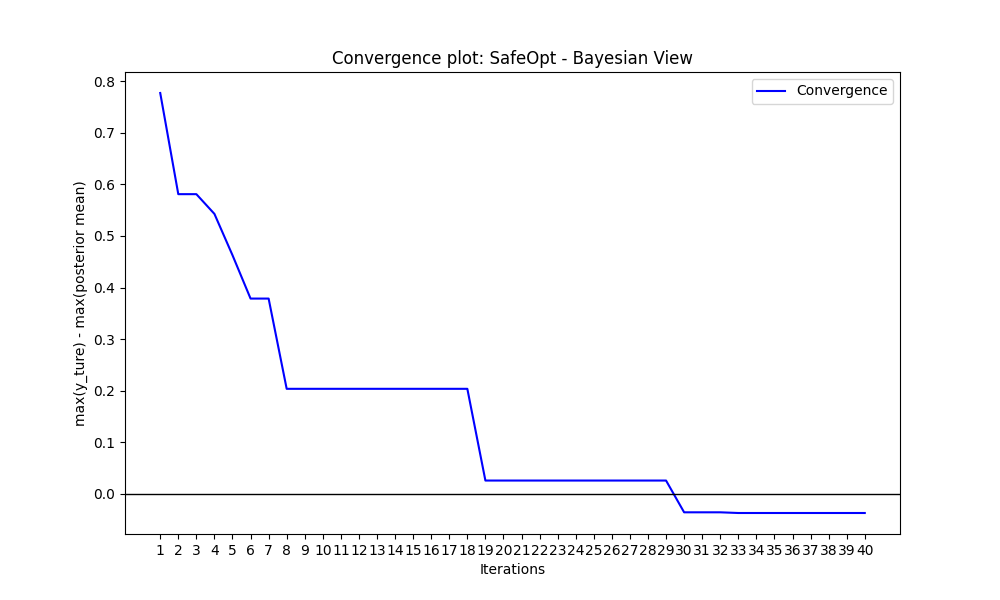 Convergence plot: SafeOpt - Bayesian View
Convergence
max(y_ture) - max(posterior mean)
0.8
0.7
0.6
0.5
0.4
0.3
0.2
0.1
0.0
1 2 3 4 5 6 7 8 9 10 11 12 13 14 15 16 17 18 19 20 21 22 23 24 25 26 27 28 29 30 31 32 33 34 35 36 37 38 39 40
Iterations